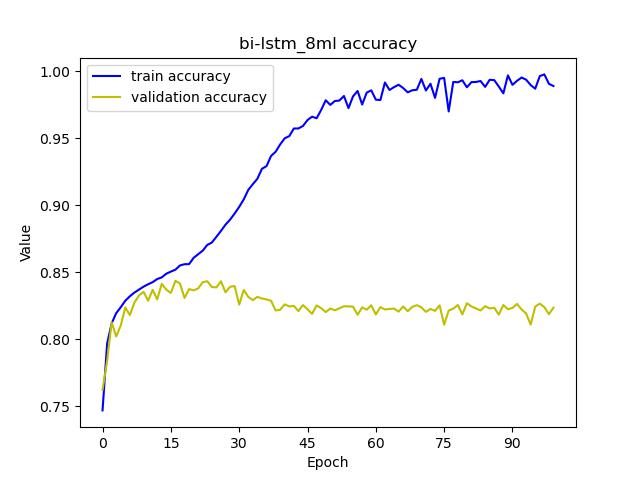 bi-lstm_8ml accuracy
train accuracy
validation accuracy
1.00
0.95
0.90
0.85
0.80
0.75
Value
0 15 30 45 60 75 90
Epoch